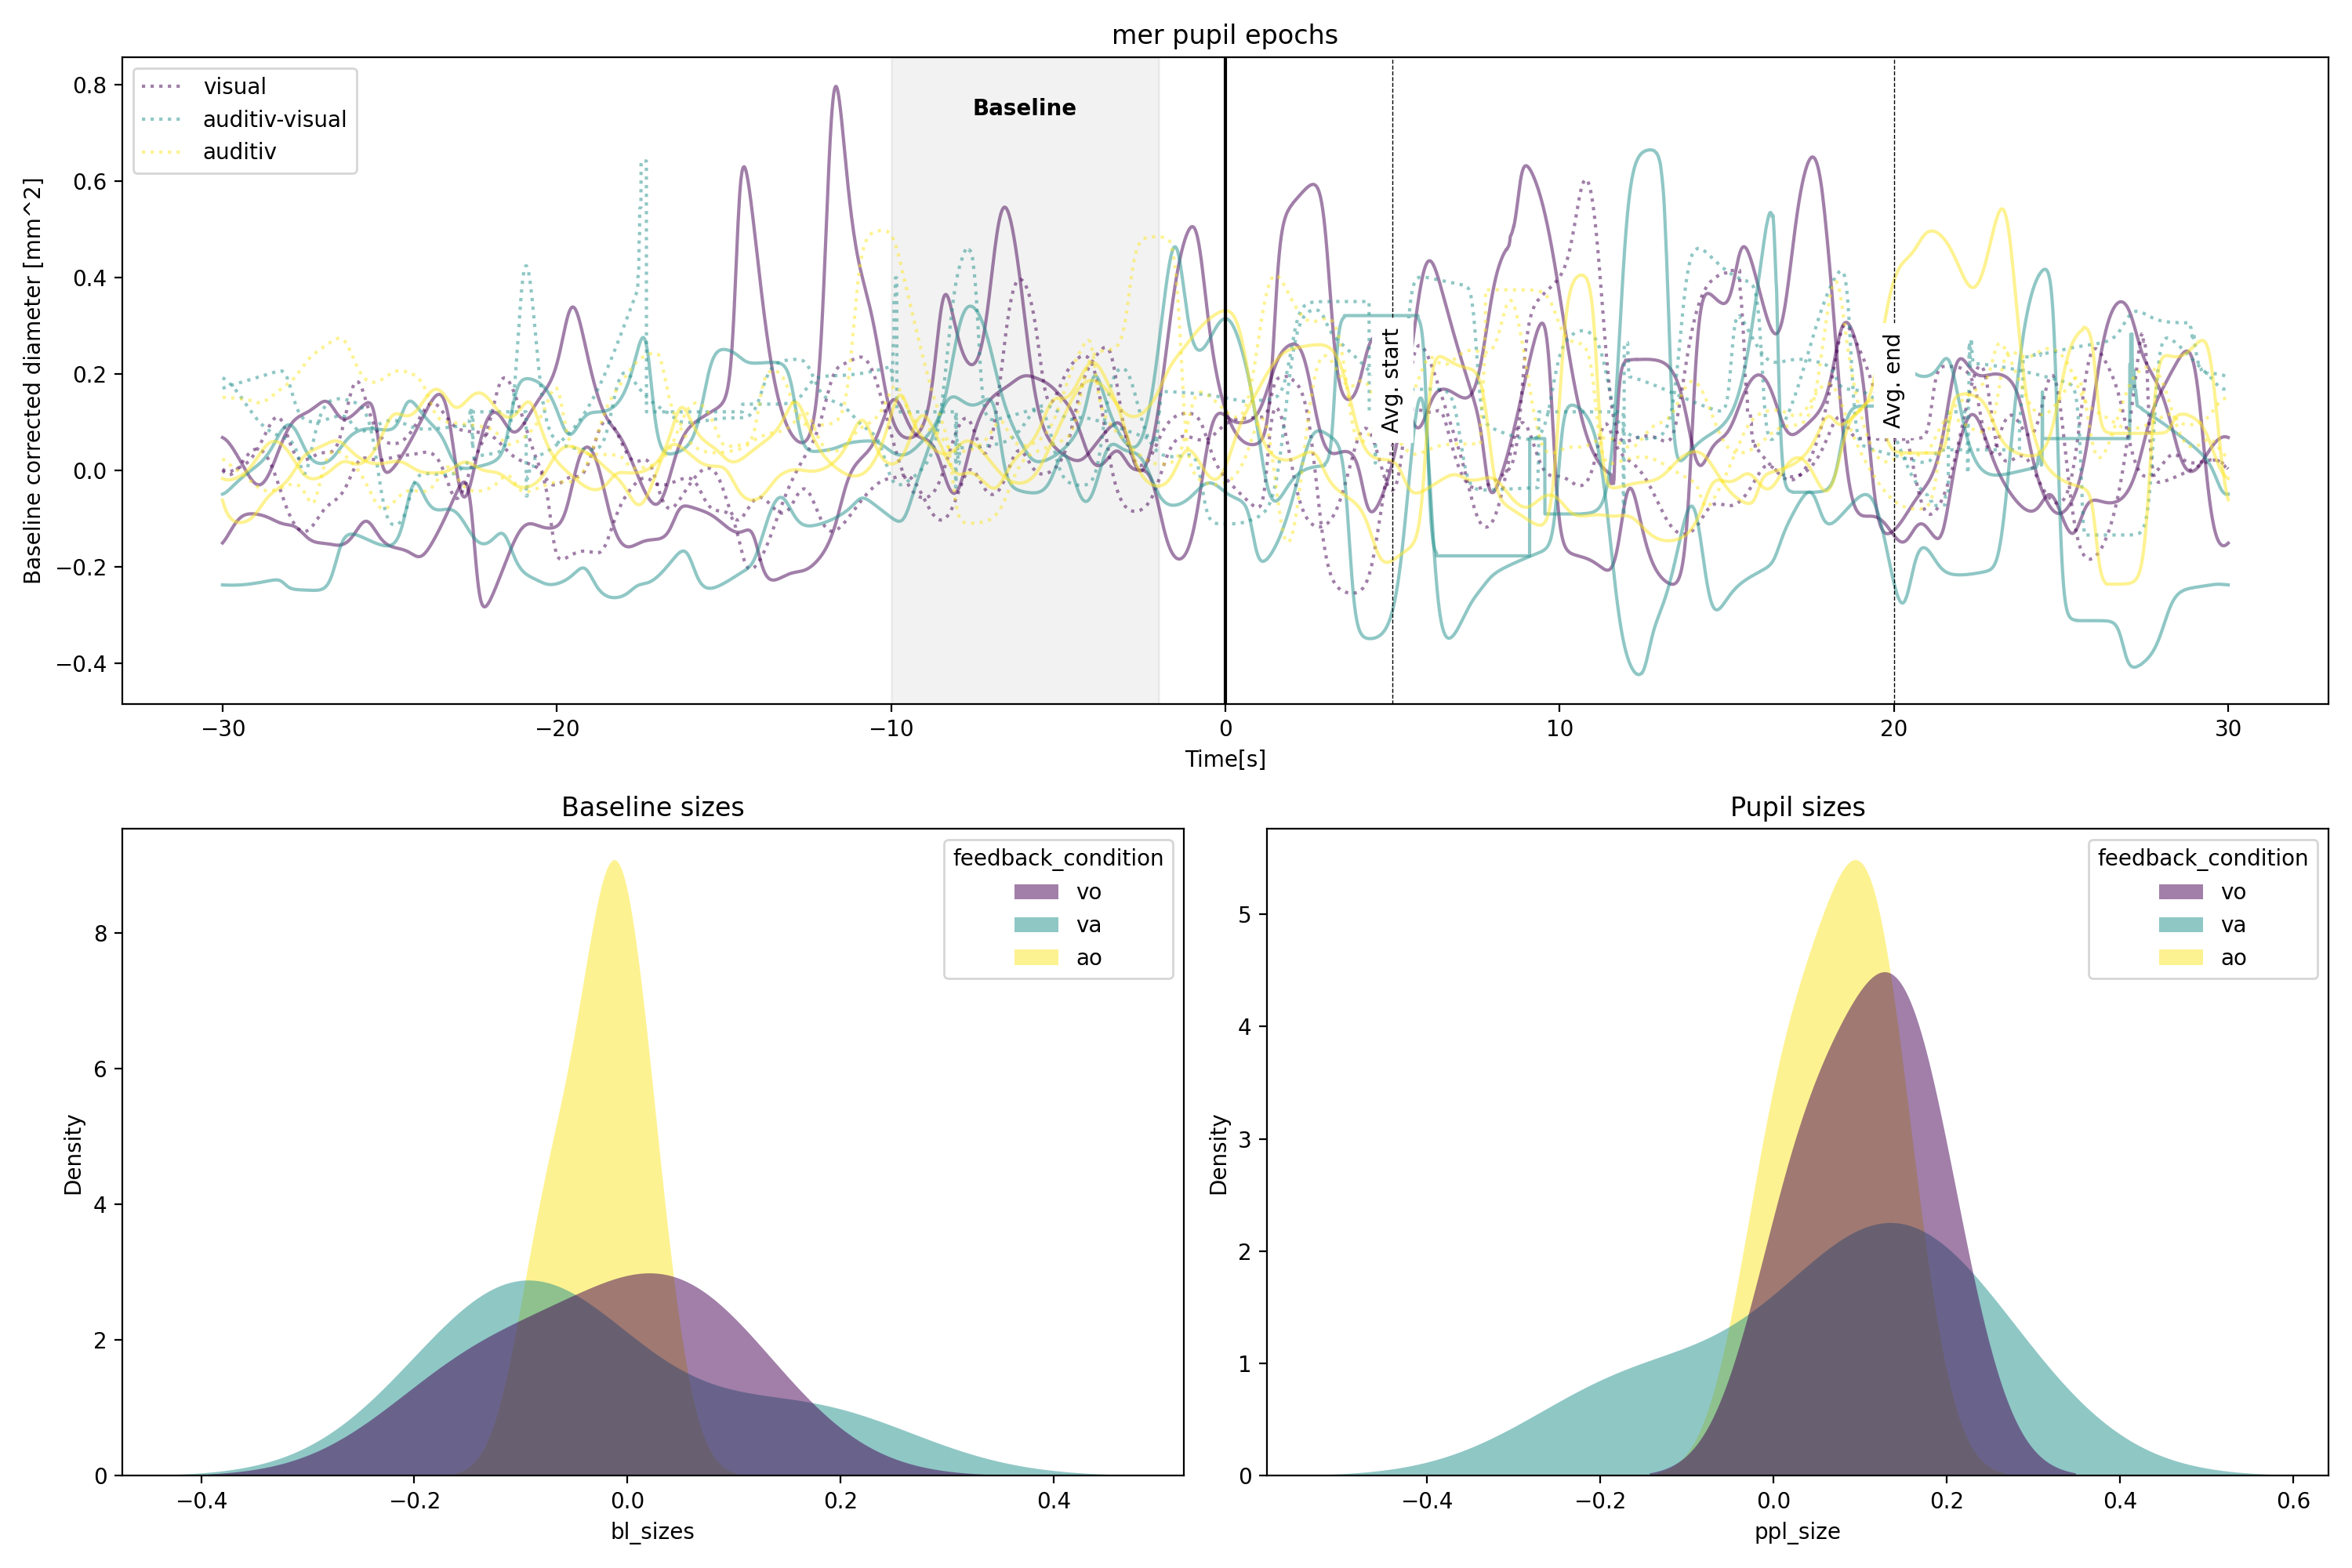 mer pupil epochs
Baseline corrected diameter [mm^2]
0.8
0.6
0.4
0.2
0.0
−0.2
−0.4
visual
auditiv-visual
auditiv
Baseline
Avg. start
Avg. end
−30
−20
−10
0
10
20
30
Time[s]
Baseline sizes
Density
8
6
4
2
0
feedback_condition
vo
va
ao
−0.4
−0.2
0.0
0.2
0.4
bl_sizes
Pupil sizes
Density
5
4
3
2
1
0
feedback_condition
vo
va
ao
−0.4
−0.2
0.0
0.2
0.4
0.6
ppl_size